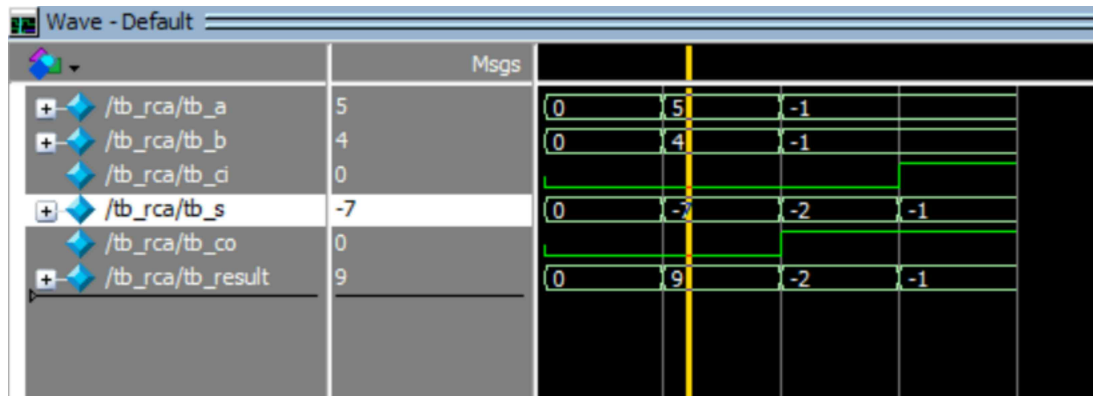 Wave - Default
Msgs
/tb_rca/tb_a 5 0 5 -1
/tb_rca/tb_b 4 0 4 -1
/tb_rca/tb_ci 0
/tb_rca/tb_s -7 0 -7 -2 -1
/tb_rca/tb_co 0
/tb_rca/tb_result 9 0 9 -2 -1